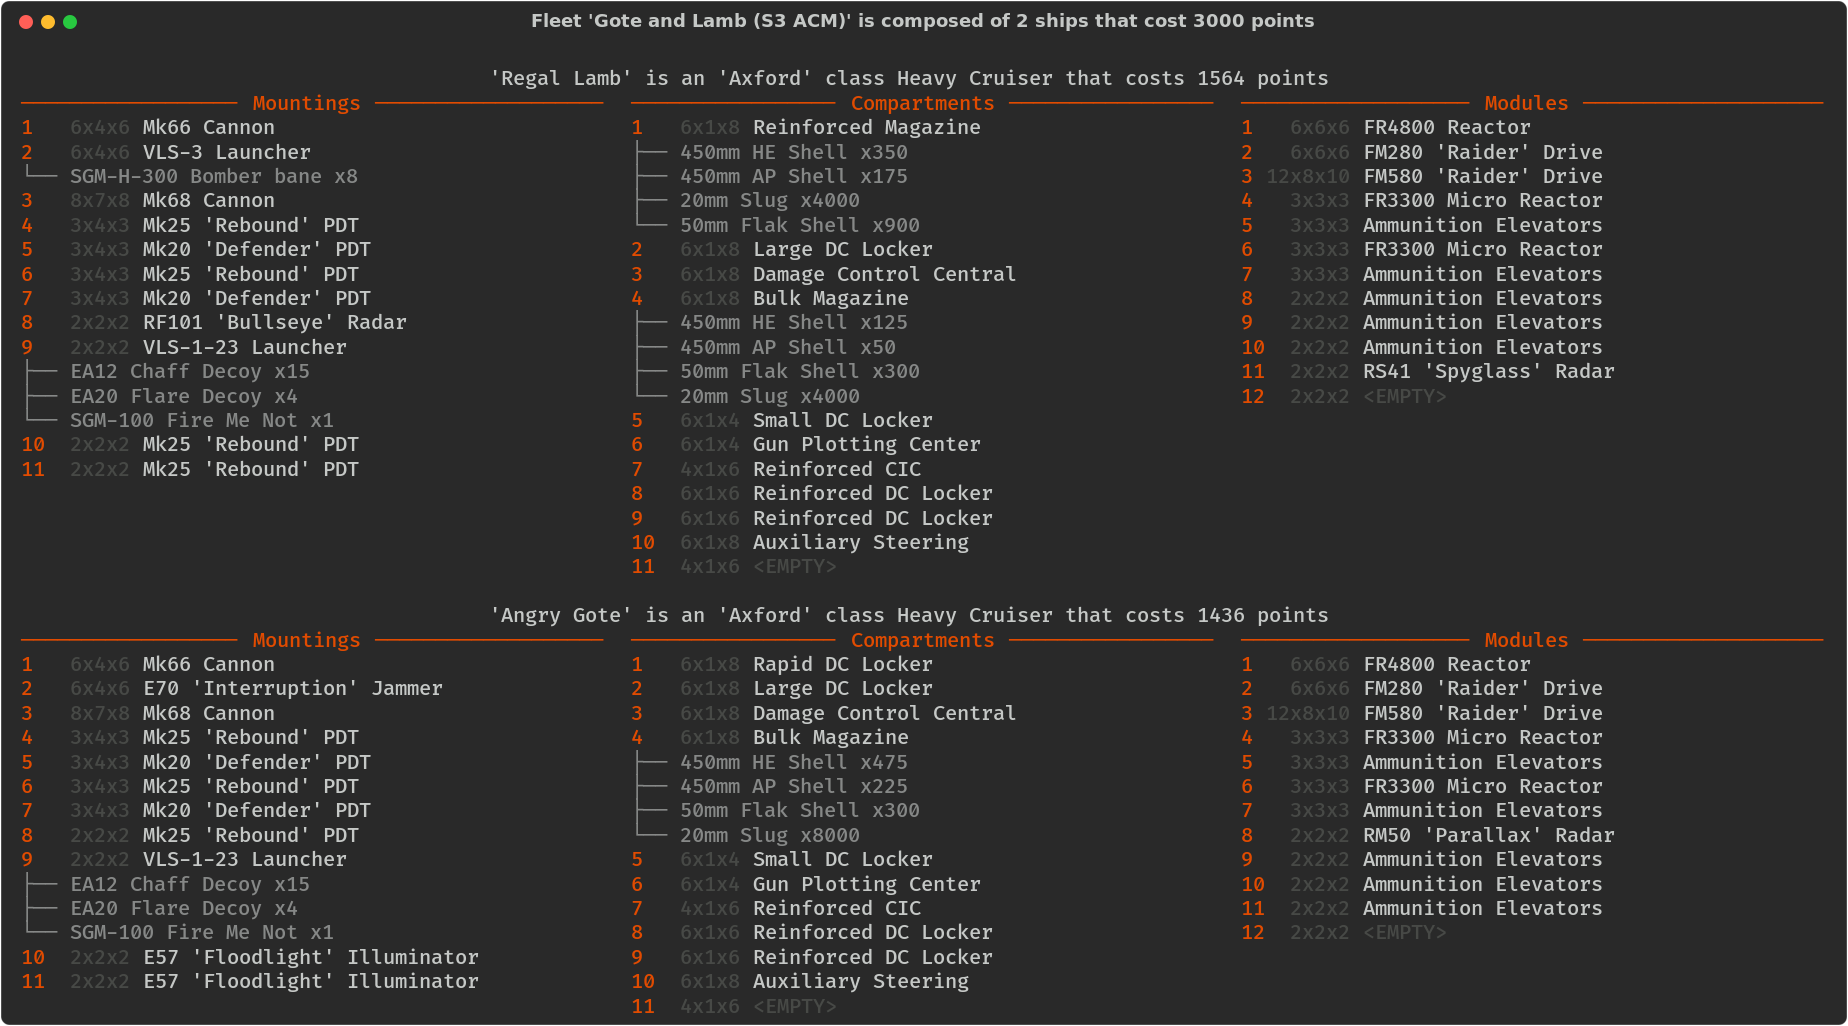 Fleet 'Gote and Lamb (S3 ACM)' is composed of 2 ships that cost 3000 points
'Regal Lamb' is an 'Axford' class Heavy Cruiser that costs 1564 points
Mountings
1 6x4x6 Mk66 Cannon
2 6x4x6 VLS-3 Launcher
SGM-H-300 Bomber bane x8
3 8x7x8 Mk68 Cannon
4 3x4x3 Mk25 'Rebound' PDT
5 3x4x3 Mk20 'Defender' PDT
6 3x4x3 Mk25 'Rebound' PDT
7 3x4x3 Mk20 'Defender' PDT
8 2x2x2 RF101 'Bullseye' Radar
9 2x2x2 VLS-1-23 Launcher
EA12 Chaff Decoy x15
EA20 Flare Decoy x4
SGM-100 Fire Me Not x1
10 2x2x2 Mk25 'Rebound' PDT
11 2x2x2 Mk25 'Rebound' PDT
Compartments
1 6x1x8 Reinforced Magazine
450mm HE Shell x350
450mm AP Shell x175
20mm Slug x4000
50mm Flak Shell x900
2 6x1x8 Large DC Locker
3 6x1x8 Damage Control Central
4 6x1x8 Bulk Magazine
450mm HE Shell x125
450mm AP Shell x50
50mm Flak Shell x300
20mm Slug x4000
5 6x1x4 Small DC Locker
6 6x1x4 Gun Plotting Center
7 4x1x6 Reinforced CIC
8 6x1x6 Reinforced DC Locker
9 6x1x6 Reinforced DC Locker
10 6x1x8 Auxiliary Steering
11 4x1x6 <EMPTY>
Modules
1 6x6x6 FR4800 Reactor
2 6x6x6 FM280 'Raider' Drive
3 12x8x10 FM580 'Raider' Drive
4 3x3x3 FR3300 Micro Reactor
5 3x3x3 Ammunition Elevators
6 3x3x3 FR3300 Micro Reactor
7 3x3x3 Ammunition Elevators
8 2x2x2 Ammunition Elevators
9 2x2x2 Ammunition Elevators
10 2x2x2 Ammunition Elevators
11 2x2x2 RS41 'Spyglass' Radar
12 2x2x2 <EMPTY>
'Angry Gote' is an 'Axford' class Heavy Cruiser that costs 1436 points
Mountings
1 6x4x6 Mk66 Cannon
2 6x4x6 E70 'Interruption' Jammer
3 8x7x8 Mk68 Cannon
4 3x4x3 Mk25 'Rebound' PDT
5 3x4x3 Mk20 'Defender' PDT
6 3x4x3 Mk25 'Rebound' PDT
7 3x4x3 Mk20 'Defender' PDT
8 2x2x2 Mk25 'Rebound' PDT
9 2x2x2 VLS-1-23 Launcher
EA12 Chaff Decoy x15
EA20 Flare Decoy x4
SGM-100 Fire Me Not x1
10 2x2x2 E57 'Floodlight' Illuminator
11 2x2x2 E57 'Floodlight' Illuminator
Compartments
1 6x1x8 Rapid DC Locker
2 6x1x8 Large DC Locker
3 6x1x8 Damage Control Central
4 6x1x8 Bulk Magazine
450mm HE Shell x475
450mm AP Shell x225
50mm Flak Shell x300
20mm Slug x8000
5 6x1x4 Small DC Locker
6 6x1x4 Gun Plotting Center
7 4x1x6 Reinforced CIC
8 6x1x6 Reinforced DC Locker
9 6x1x6 Reinforced DC Locker
10 6x1x8 Auxiliary Steering
11 4x1x6 <EMPTY>
Modules
1 6x6x6 FR4800 Reactor
2 6x6x6 FM280 'Raider' Drive
3 12x8x10 FM580 'Raider' Drive
4 3x3x3 FR3300 Micro Reactor
5 3x3x3 Ammunition Elevators
6 3x3x3 FR3300 Micro Reactor
7 3x3x3 Ammunition Elevators
8 2x2x2 RM50 'Parallax' Radar
9 2x2x2 Ammunition Elevators
10 2x2x2 Ammunition Elevators
11 2x2x2 Ammunition Elevators
12 2x2x2 <EMPTY>